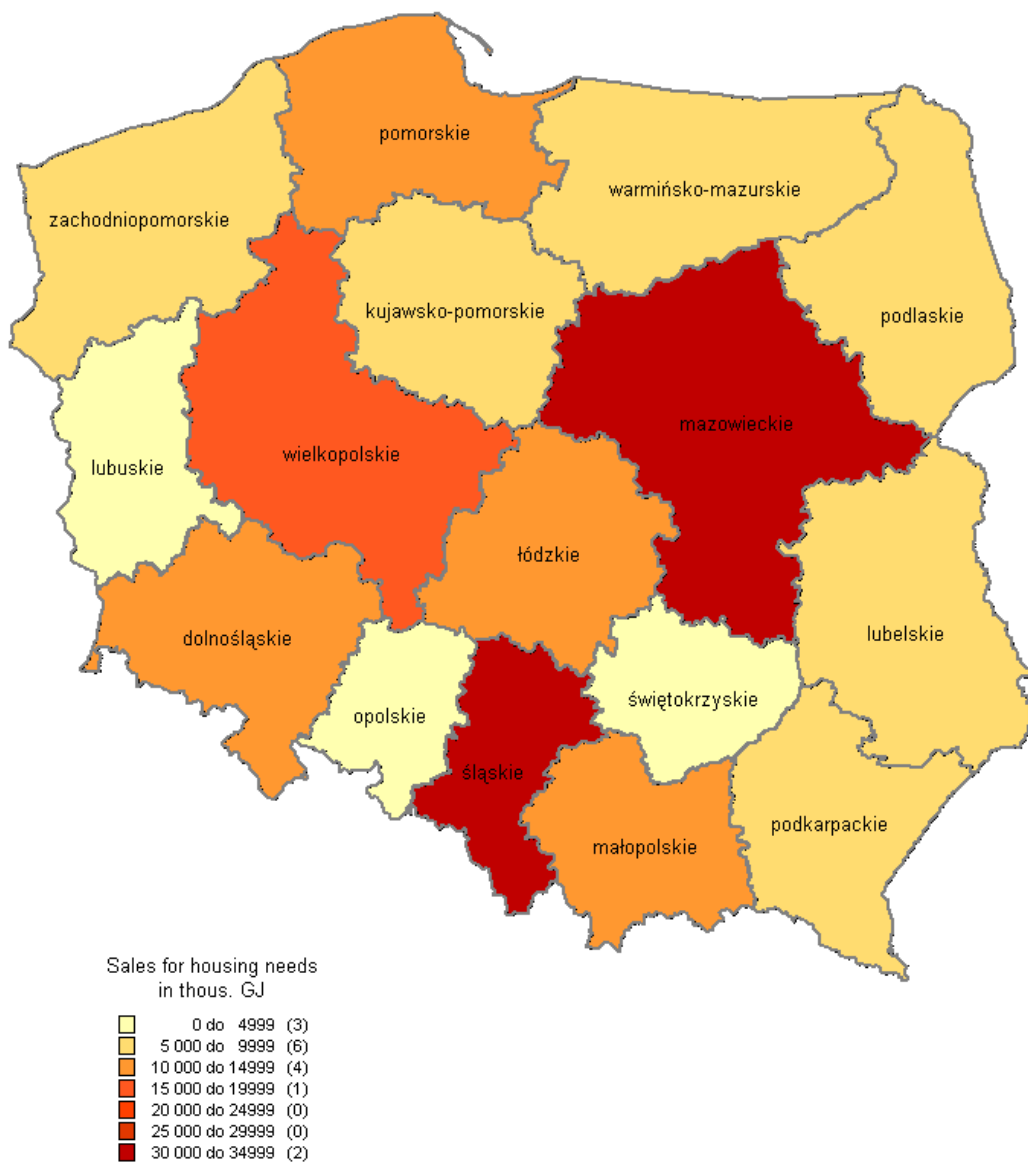 pomorskie
warmińsko-mazurskie
zachodniopomorskie
kujawsko-pomorskie
podlaskie
mazowieckie
wielkopolskie
lubuskie
łódzkie
dolnośląskie
lubelskie
świętokrzyskie
opolskie
śląskie
podkarpackie
małopolskie
Sales for housing needs
in thous. GJ
0 do 4999 (3)
5 000 do 9999 (6)
10 000 do 14999 (4)
15 000 do 19999 (1)
20 000 do 24999 (0)
25 000 do 29999 (0)
30 000 do 34999 (2)